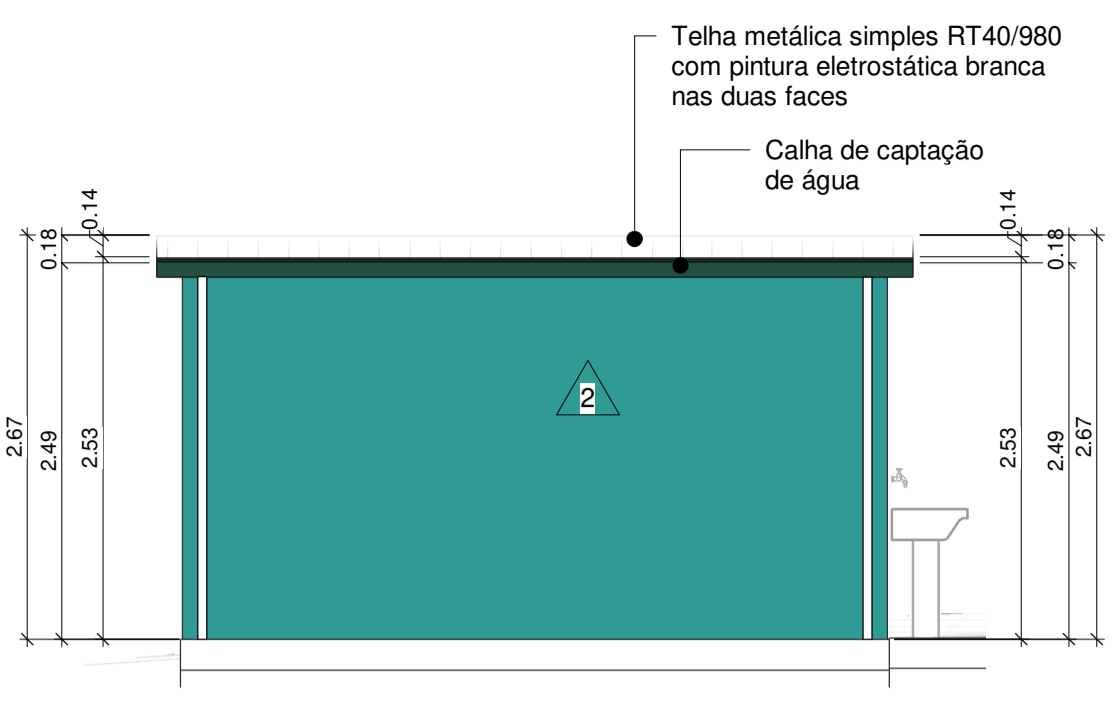 Telha metálica simples RT40/980
com pintura eletrostática branca
nas duas faces
Calha de captação
de água
0.14
0.18
2.67
2.49
2.53
2
0.14
0.18
2.53
2.49
2.67